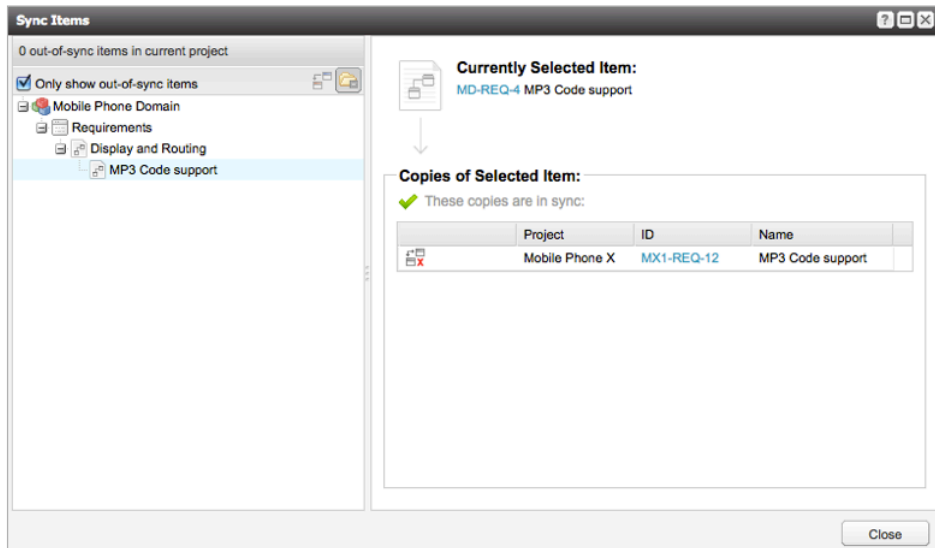 Sync Items
0 out-of-sync items in current project
Only show out-of-sync items
Mobile Phone Domain
Requirements
Display and Routing
MP3 Code support
Currently Selected Item:
MD-REQ-4 MP3 Code support
Copies of Selected Item:
These copies are in sync:
Project ID Name
Mobile Phone X MX1-REQ-12 MP3 Code support
Close